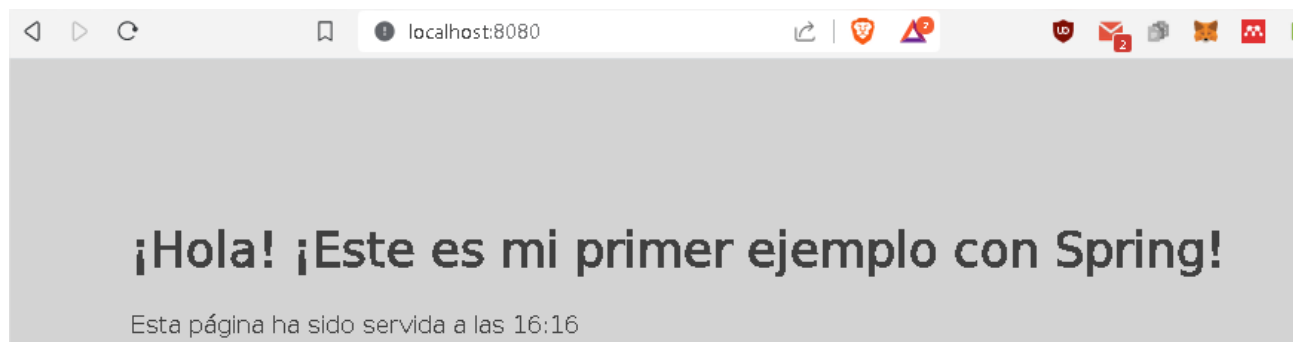 localhost:8080
¡Hola! ¡Este es mi primer ejemplo con Spring!
Esta página ha sido servida a las 16:16